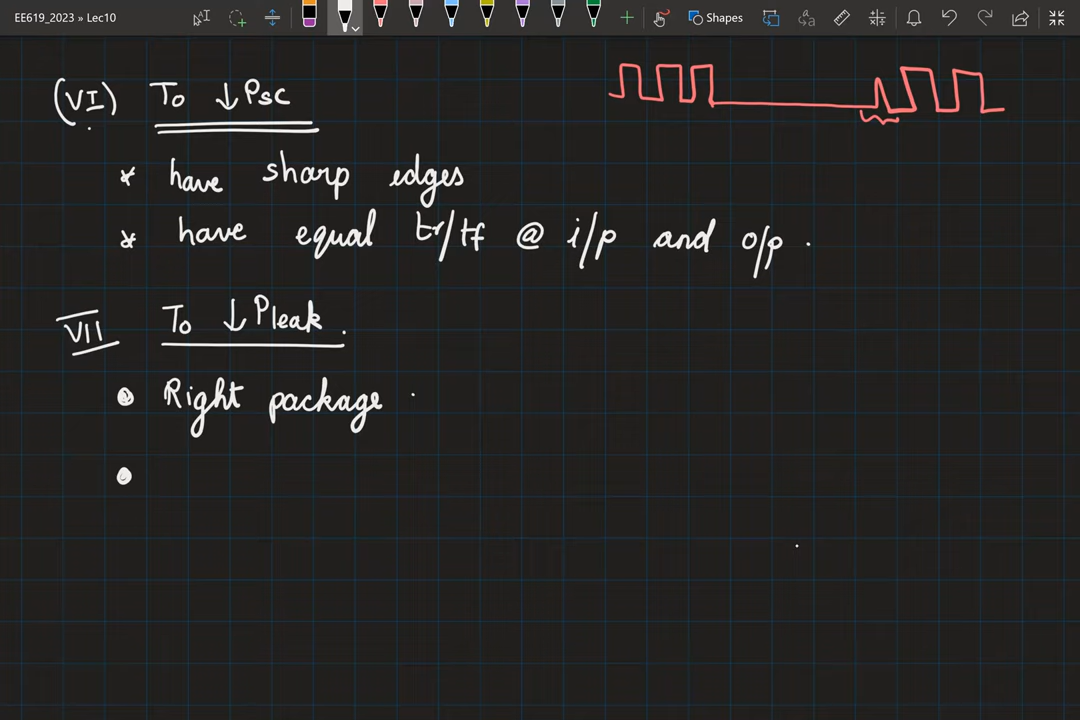 EE619_2023 » Lec10
Shapes
(VI) To ↓Psc
* have sharp edges
* have equal tr/tf @ i/p and o/p.
VII To ↓Pleak.
• Right package.
•